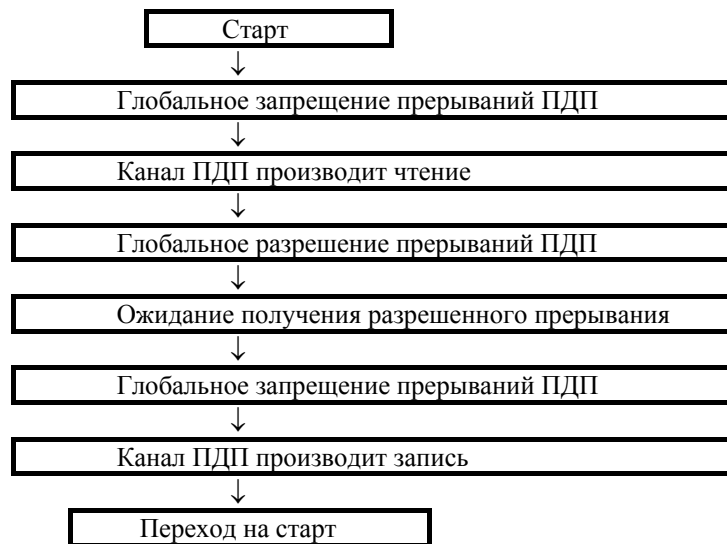 Старт
Глобальное запрещение прерываний ПДП
Канал ПДП производит чтение
Глобальное разрешение прерываний ПДП
Ожидание получения разрешенного прерывания
Глобальное запрещение прерываний ПДП
Канал ПДП производит запись
Переход на старт